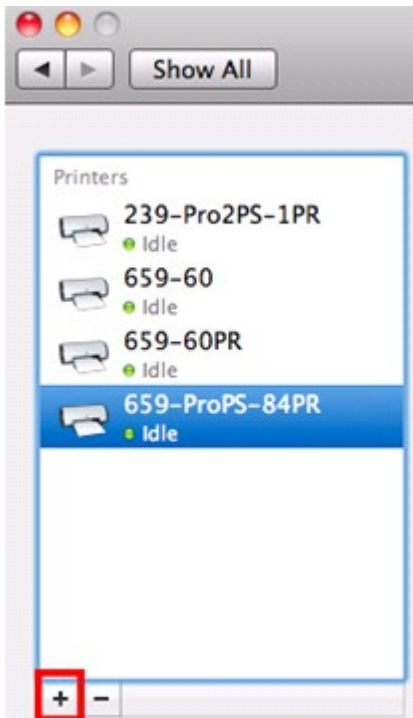 Show All
Printers
239-Pro2PS-1PR
Idle
659-60
Idle
659-60PR
Idle
659-ProPS-84PR
Idle
+ −